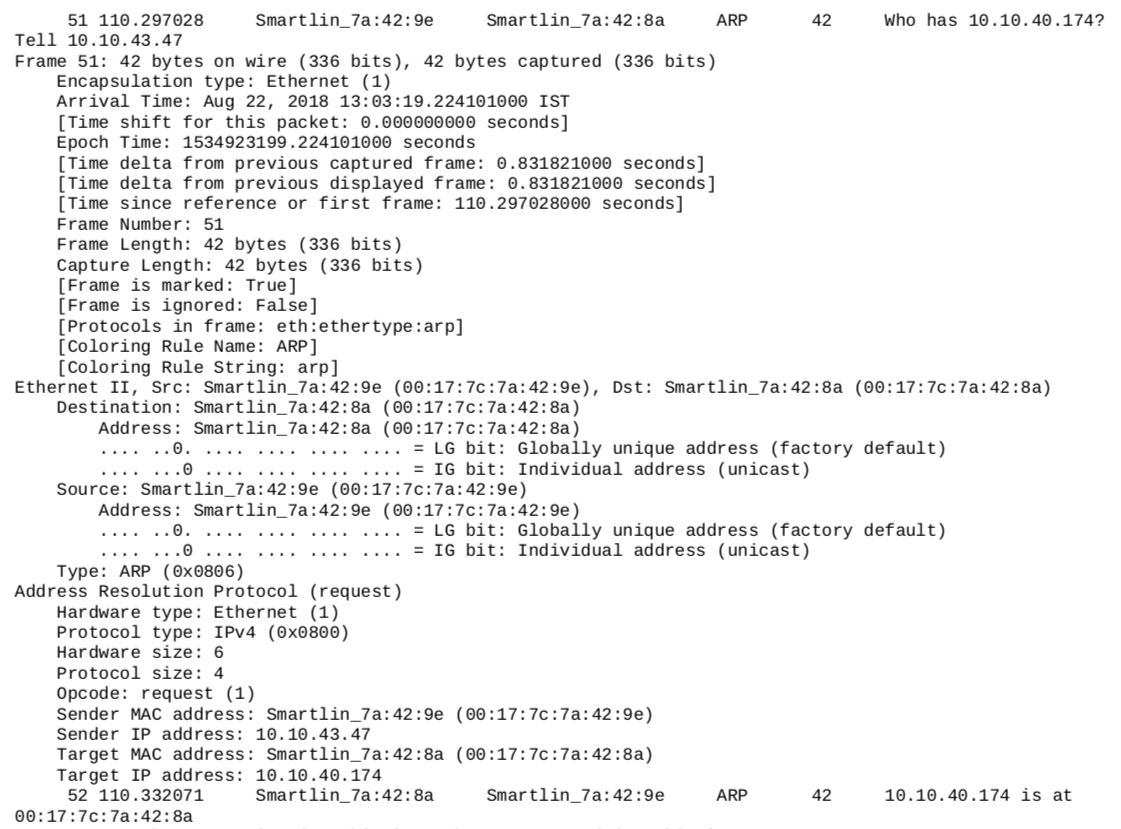 51 110.297028 Smartlin_7a:42:9e Smartlin_7a:42:8a ARP 42 Who has 10.10.40.174?
Tell 10.10.43.47
Frame 51: 42 bytes on wire (336 bits), 42 bytes captured (336 bits)
Encapsulation type: Ethernet (1)
Arrival Time: Aug 22, 2018 13:03:19.224101000 IST
[Time shift for this packet: 0.000000000 seconds]
Epoch Time: 1534923199.224101000 seconds
[Time delta from previous captured frame: 0.831821000 seconds]
[Time delta from previous displayed frame: 0.831821000 seconds]
[Time since reference or first frame: 110.297028000 seconds]
Frame Number: 51
Frame Length: 42 bytes (336 bits)
Capture Length: 42 bytes (336 bits)
[Frame is marked: True]
[Frame is ignored: False]
[Protocols in frame: eth:ethertype:arp]
[Coloring Rule Name: ARP]
[Coloring Rule String: arp]
Ethernet II, Src: Smartlin_7a:42:9e (00:17:7c:7a:42:9e), Dst: Smartlin_7a:42:8a (00:17:7c:7a:42:8a)
Destination: Smartlin_7a:42:8a (00:17:7c:7a:42:8a)
Address: Smartlin_7a:42:8a (00:17:7c:7a:42:8a)
.... ..0. .... .... .... .... = LG bit: Globally unique address (factory default)
.... ...0 .... .... .... .... = IG bit: Individual address (unicast)
Source: Smartlin_7a:42:9e (00:17:7c:7a:42:9e)
Address: Smartlin_7a:42:9e (00:17:7c:7a:42:9e)
.... ..0. .... .... .... .... = LG bit: Globally unique address (factory default)
.... ...0 .... .... .... .... = IG bit: Individual address (unicast)
Type: ARP (0x0806)
Address Resolution Protocol (request)
Hardware type: Ethernet (1)
Protocol type: IPv4 (0x0800)
Hardware size: 6
Protocol size: 4
Opcode: request (1)
Sender MAC address: Smartlin_7a:42:9e (00:17:7c:7a:42:9e)
Sender IP address: 10.10.43.47
Target MAC address: Smartlin_7a:42:8a (00:17:7c:7a:42:8a)
Target IP address: 10.10.40.174
52 110.332071 Smartlin_7a:42:8a Smartlin_7a:42:9e ARP 42 10.10.40.174 is at
00:17:7c:7a:42:8a